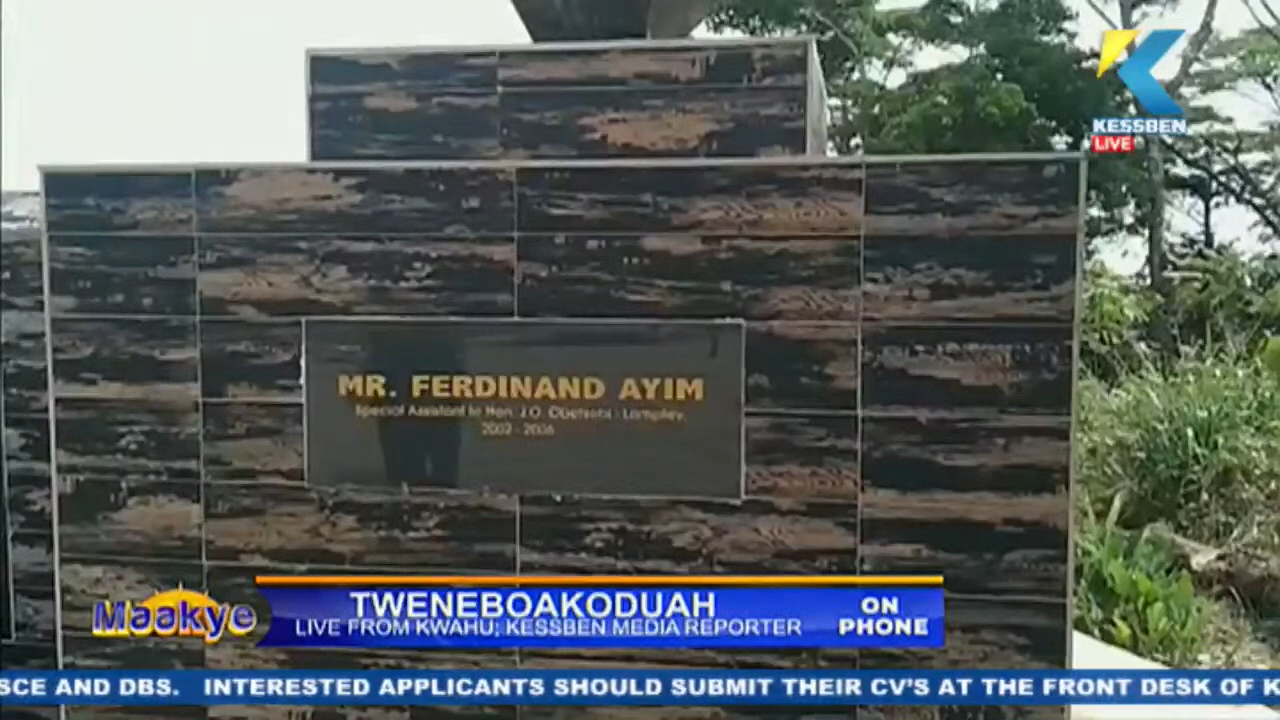 KESSBEN
LIVE
MR. FERDINAND AYIM
Special Assistant to Hon. J.O. Obetsebi - Lamptey.
2002 - 2006
Maakye
TWENEBOAKODUAH
LIVE FROM KWAHU; KESSBEN MEDIA REPORTER
ON
PHONE
SCE AND DBS. INTERESTED APPLICANTS SHOULD SUBMIT THEIR CV'S AT THE FRONT DESK OF K